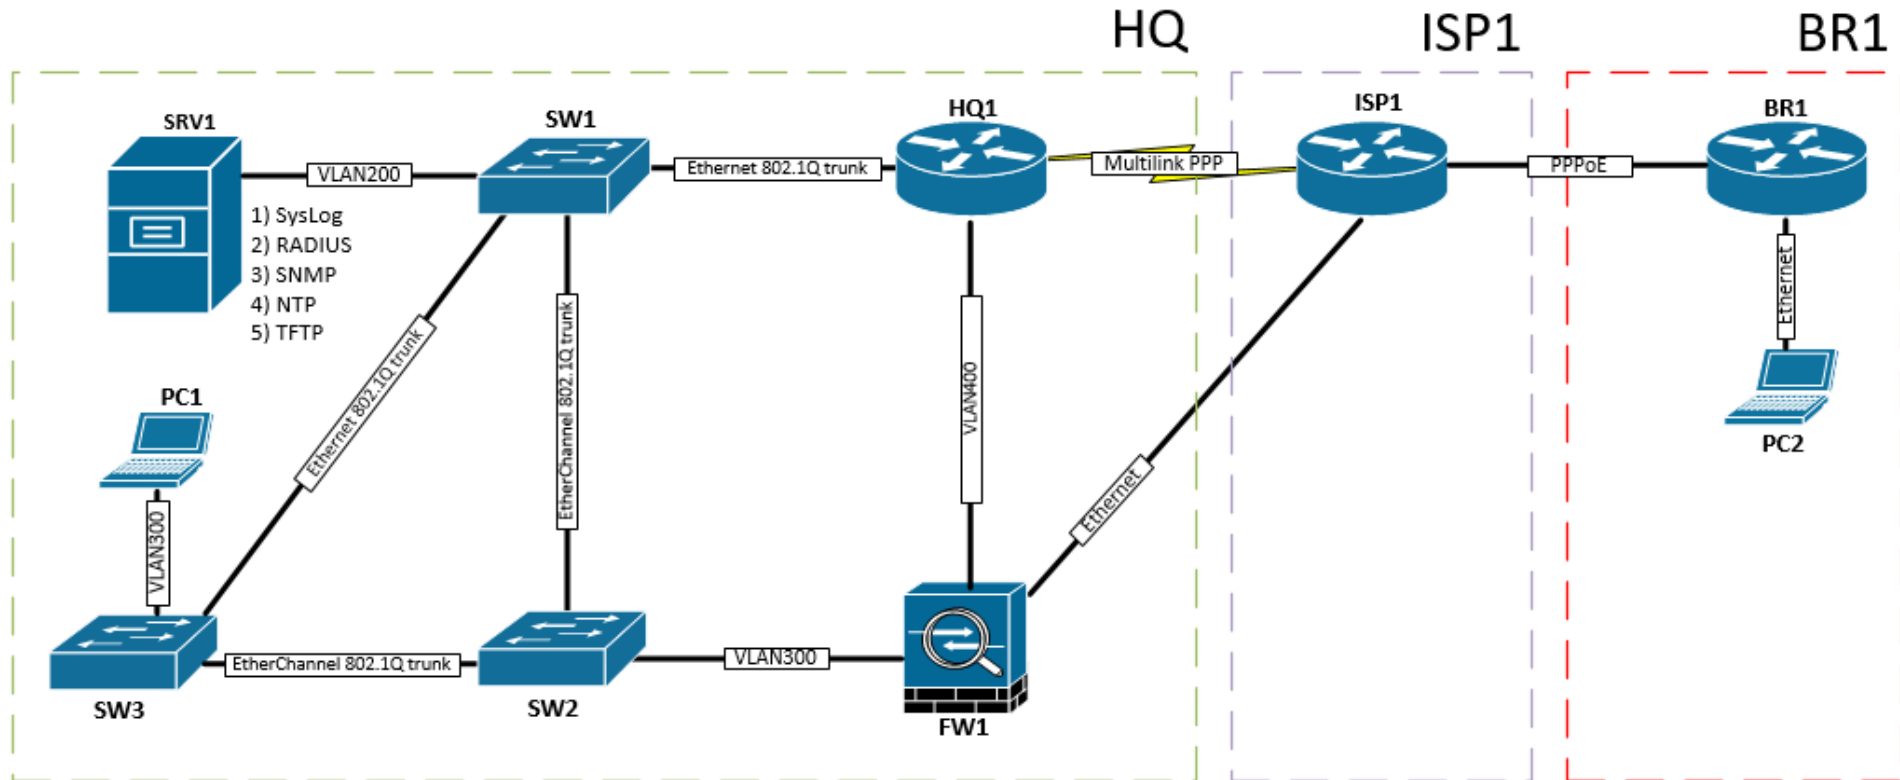 HQ
ISP1
BR1
SRV1
SW1
HQ1
ISP1
BR1
VLAN200
Ethernet 802.1Q trunk
Multilink PPP
PPPoE
1) SysLog
2) RADIUS
3) SNMP
4) NTP
5) TFTP
Ethernet 802.1Q trunk
EtherChannel 802.1Q trunk
VLAN400
Ethernet
Ethernet
PC1
PC2
VLAN300
EtherChannel 802.1Q trunk
VLAN300
SW3
SW2
FW1